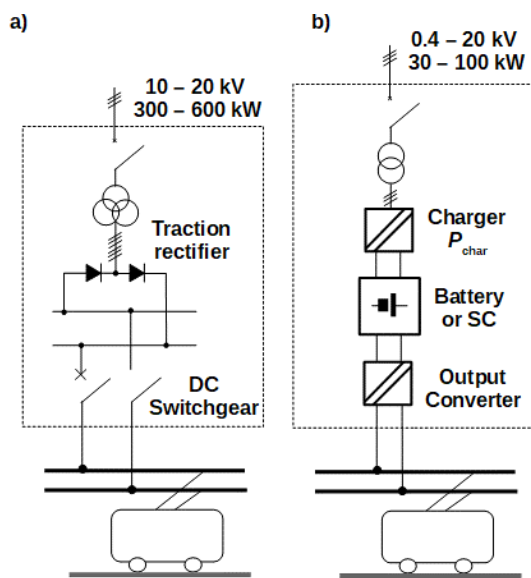 a)
10 – 20 kV
300 – 600 kW
Traction
rectifier
DC
Switchgear
b)
0.4 – 20 kV
30 – 100 kW
Charger
Pchar
Battery
or SC
Output
Converter